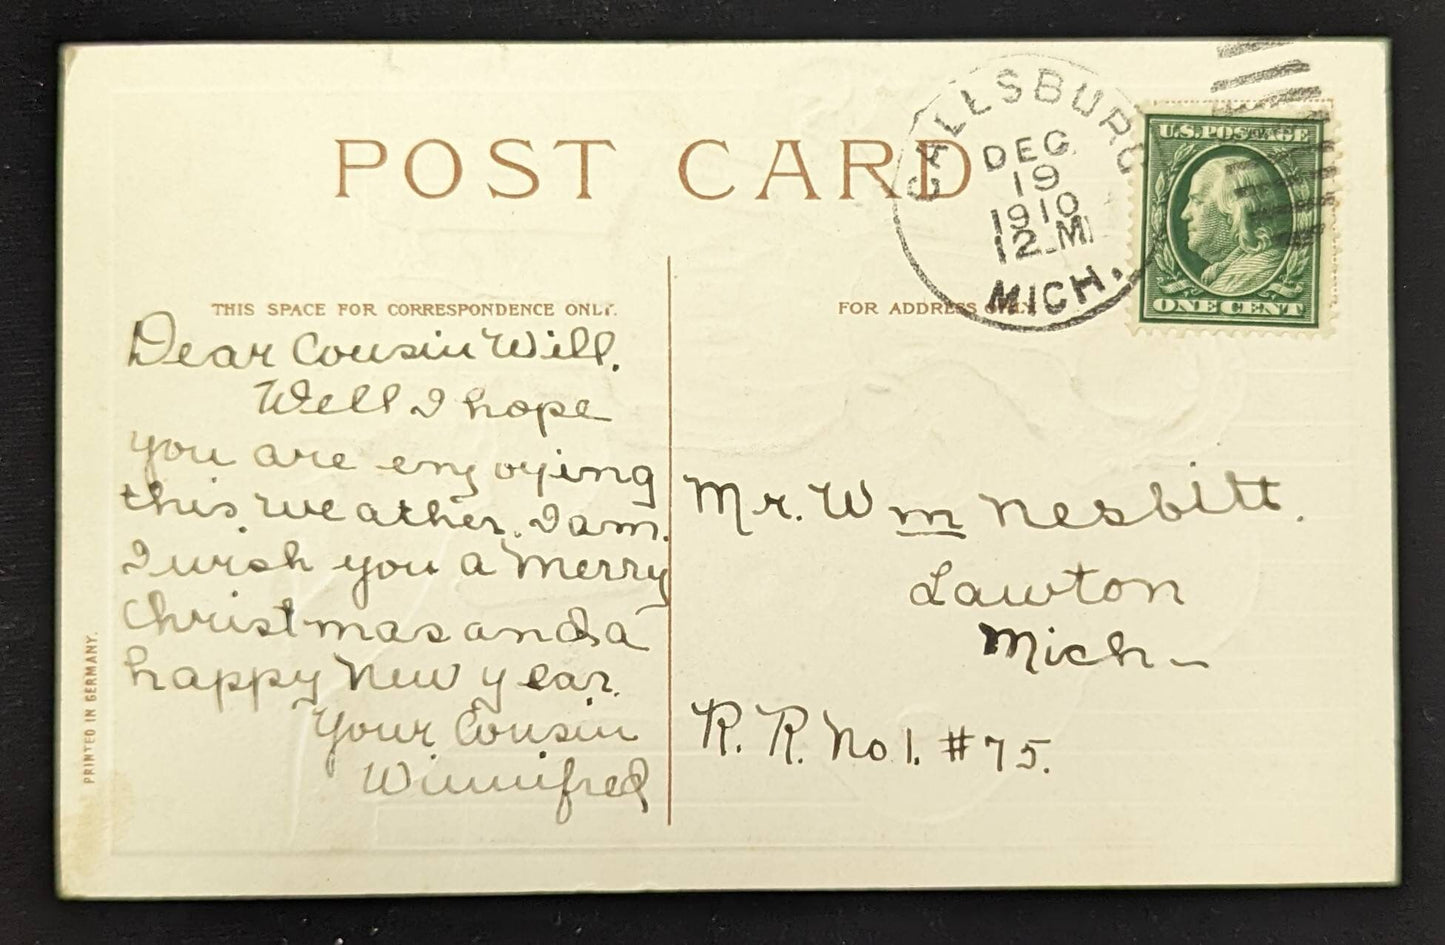 POST CARD
GALLSBURG
DEC
19
1910
12 M
MICH.
U.S. POSTAGE
ONE CENT
THIS SPACE FOR CORRESPONDENCE ONLY.
Dear Cousin Will.
Well I hope
you are enjoying
this weather. I am.
I wish you a Merry
Christmas and a
happy New year.
Your Cousin
Winnifred
FOR ADDRESS ONLY
Mr. Wm Nesbitt.
Lawton
Mich-
R. R. No 1. #75.
PRINTED IN GERMANY.